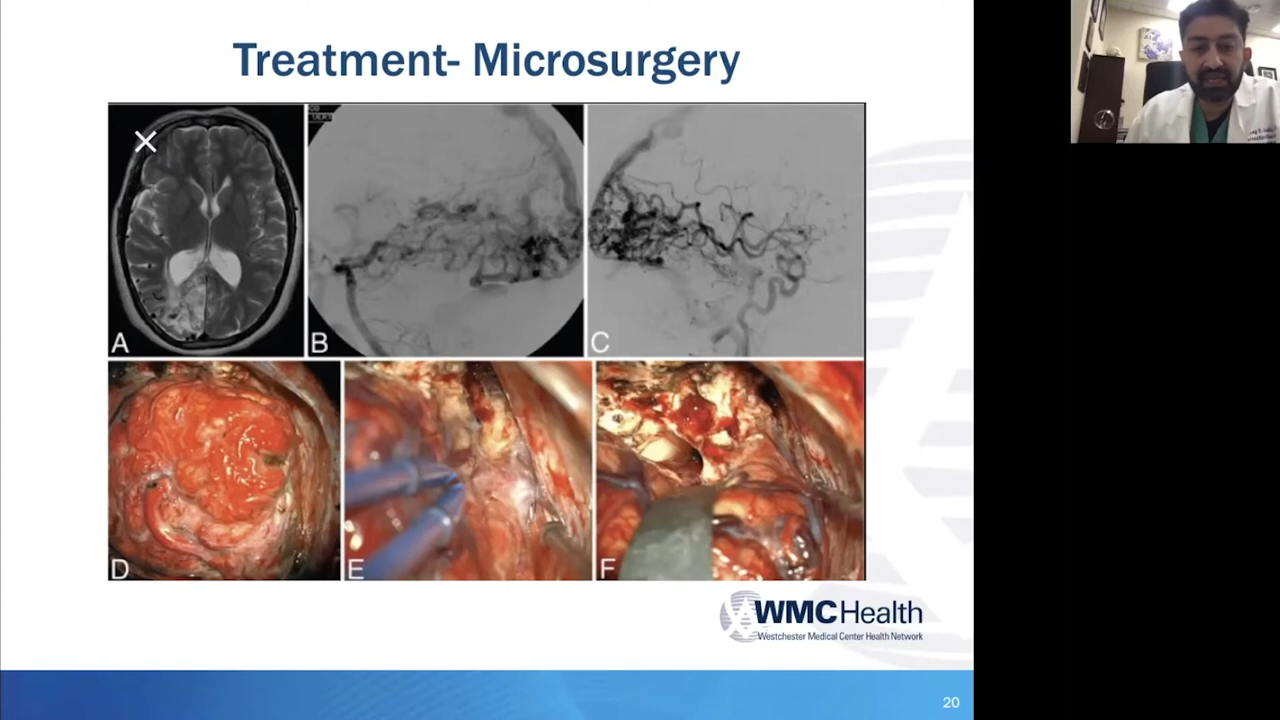 Treatment- Microsurgery
A
B
C
D
E
F
WMCHealth
Westchester Medical Center Health Network
20